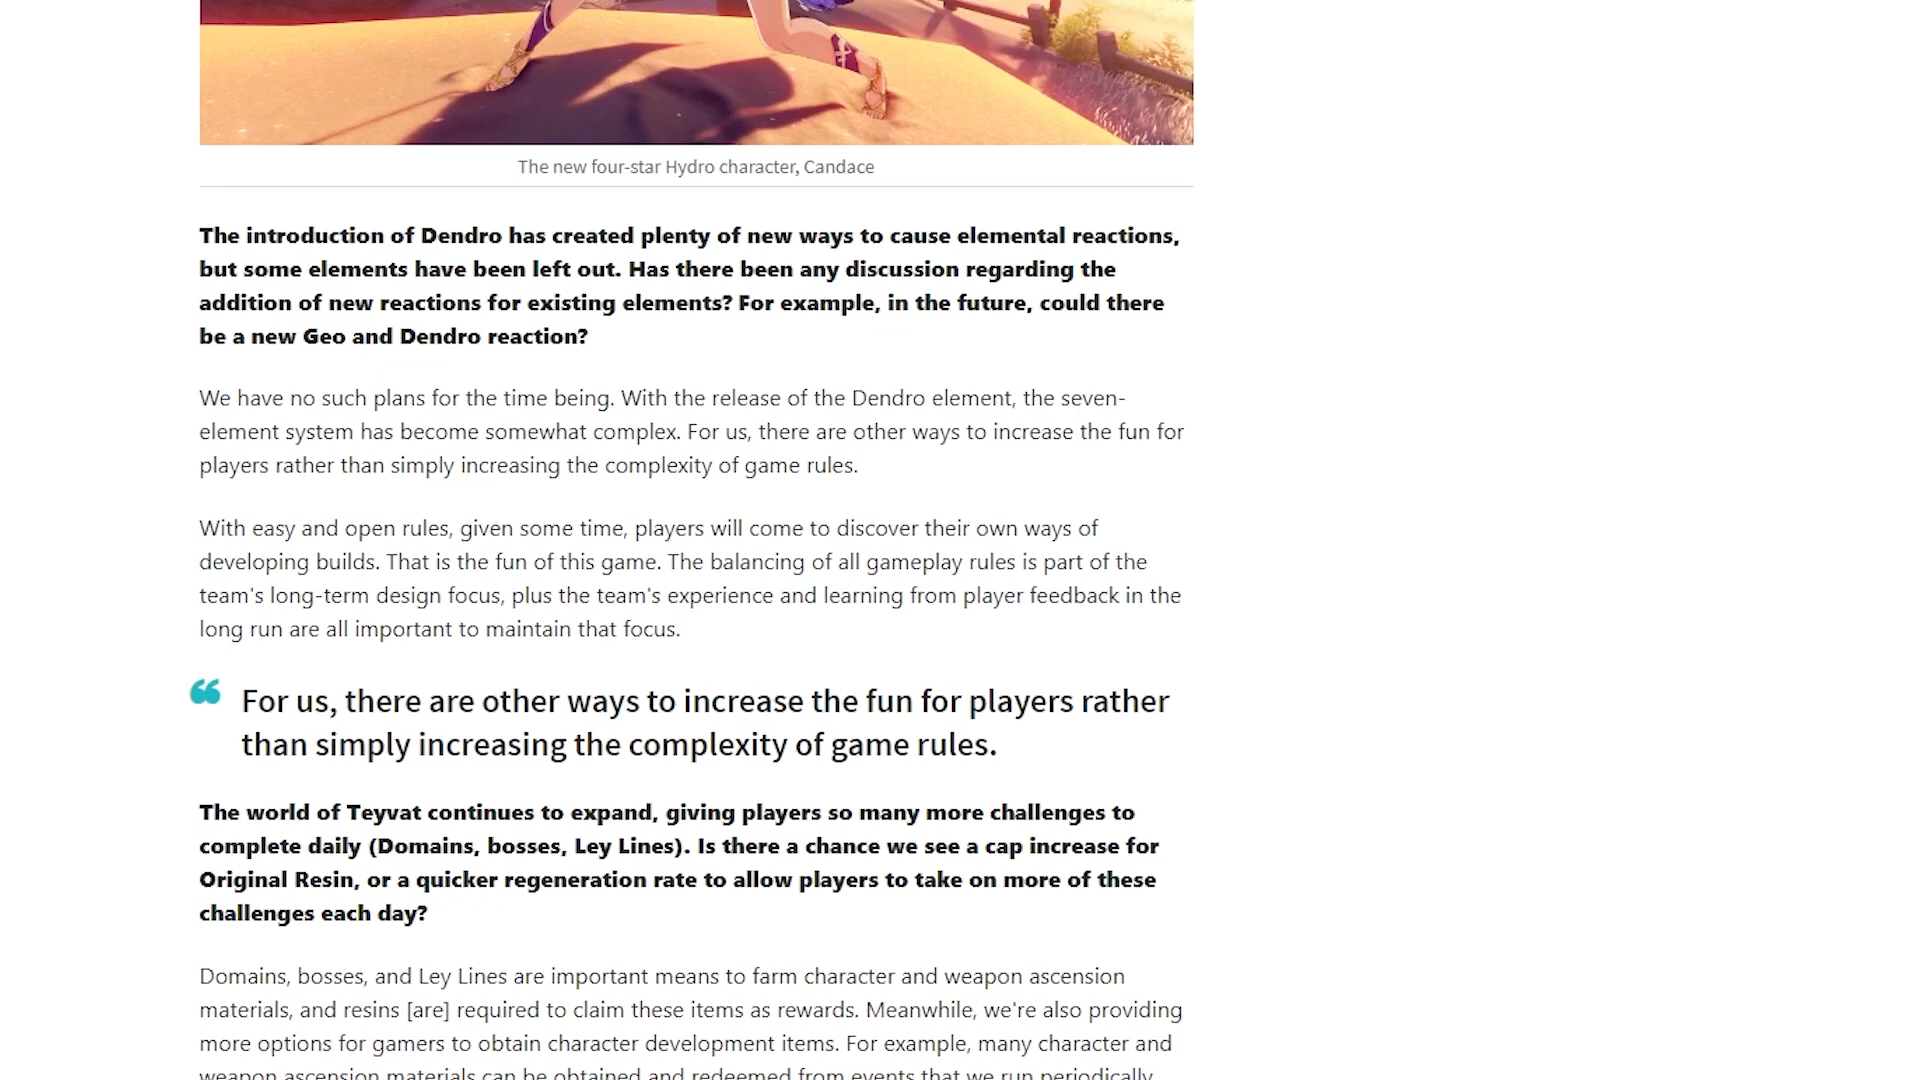 The new four-star Hydro character, Candace
The introduction of Dendro has created plenty of new ways to cause elemental reactions,
but some elements have been left out. Has there been any discussion regarding the
addition of new reactions for existing elements? For example, in the future, could there
be a new Geo and Dendro reaction?
We have no such plans for the time being. With the release of the Dendro element, the seven-
element system has become somewhat complex. For us, there are other ways to increase the fun for
players rather than simply increasing the complexity of game rules.
With easy and open rules, given some time, players will come to discover their own ways of
developing builds. That is the fun of this game. The balancing of all gameplay rules is part of the
team's long-term design focus, plus the team's experience and learning from player feedback in the
long run are all important to maintain that focus.
“ For us, there are other ways to increase the fun for players rather
than simply increasing the complexity of game rules.
The world of Teyvat continues to expand, giving players so many more challenges to
complete daily (Domains, bosses, Ley Lines). Is there a chance we see a cap increase for
Original Resin, or a quicker regeneration rate to allow players to take on more of these
challenges each day?
Domains, bosses, and Ley Lines are important means to farm character and weapon ascension
materials, and resins [are] required to claim these items as rewards. Meanwhile, we're also providing
more options for gamers to obtain character development items. For example, many character and
weapon ascension materials can be obtained and redeemed from events that we run periodically